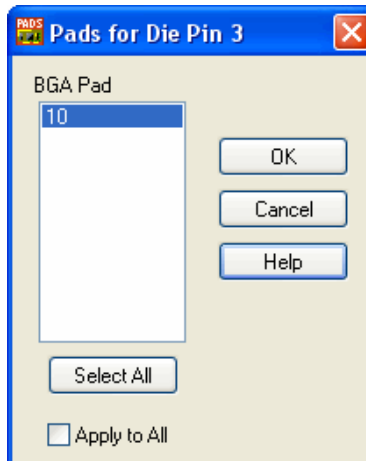 PADS
Pads for Die Pin 3
BGA Pad
10
OK
Cancel
Help
Select All
Apply to All